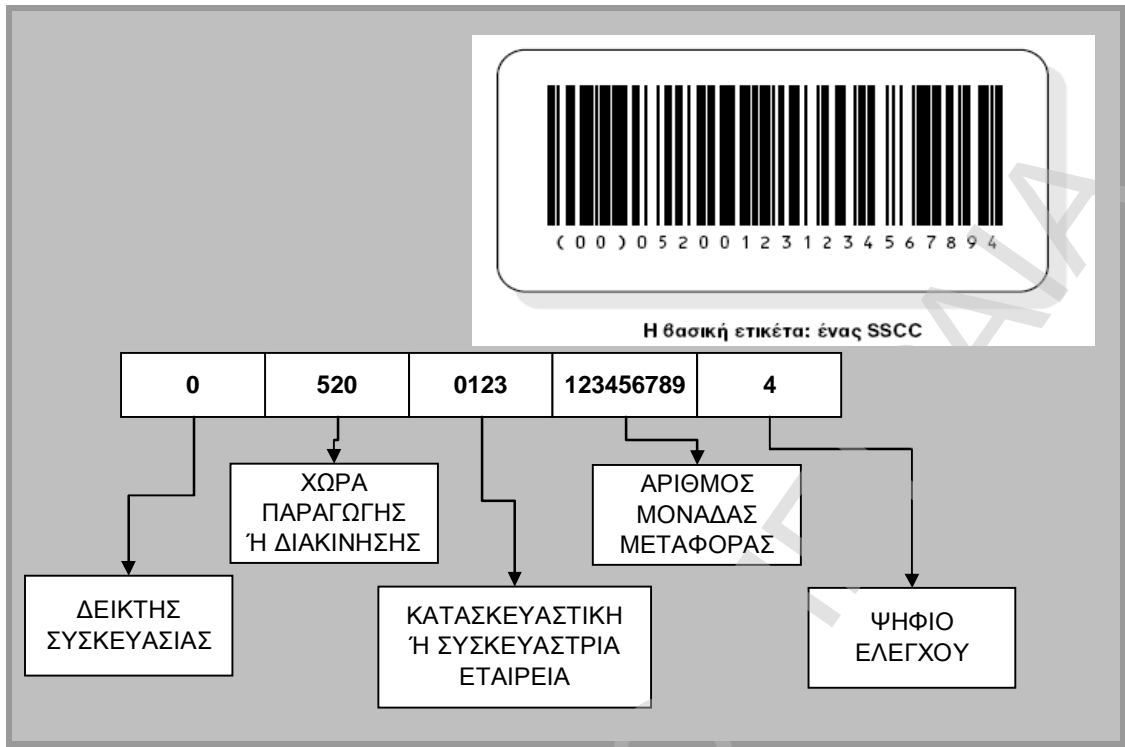 (00)052001231234567894
Η βασική ετικέτα: ένας SSCC
0 520 0123 123456789 4
ΧΩΡΑ
ΠΑΡΑΓΩΓΗΣ
Ή ΔΙΑΚΙΝΗΣΗΣ
ΑΡΙΘΜΟΣ
ΜΟΝΑΔΑΣ
ΜΕΤΑΦΟΡΑΣ
ΔΕΙΚΤΗΣ
ΣΥΣΚΕΥΑΣΙΑΣ
ΚΑΤΑΣΚΕΥΑΣΤΙΚΗ
Ή ΣΥΣΚΕΥΑΣΤΡΙΑ
ΕΤΑΙΡΕΙΑ
ΨΗΦΙΟ
ΕΛΕΓΧΟΥ